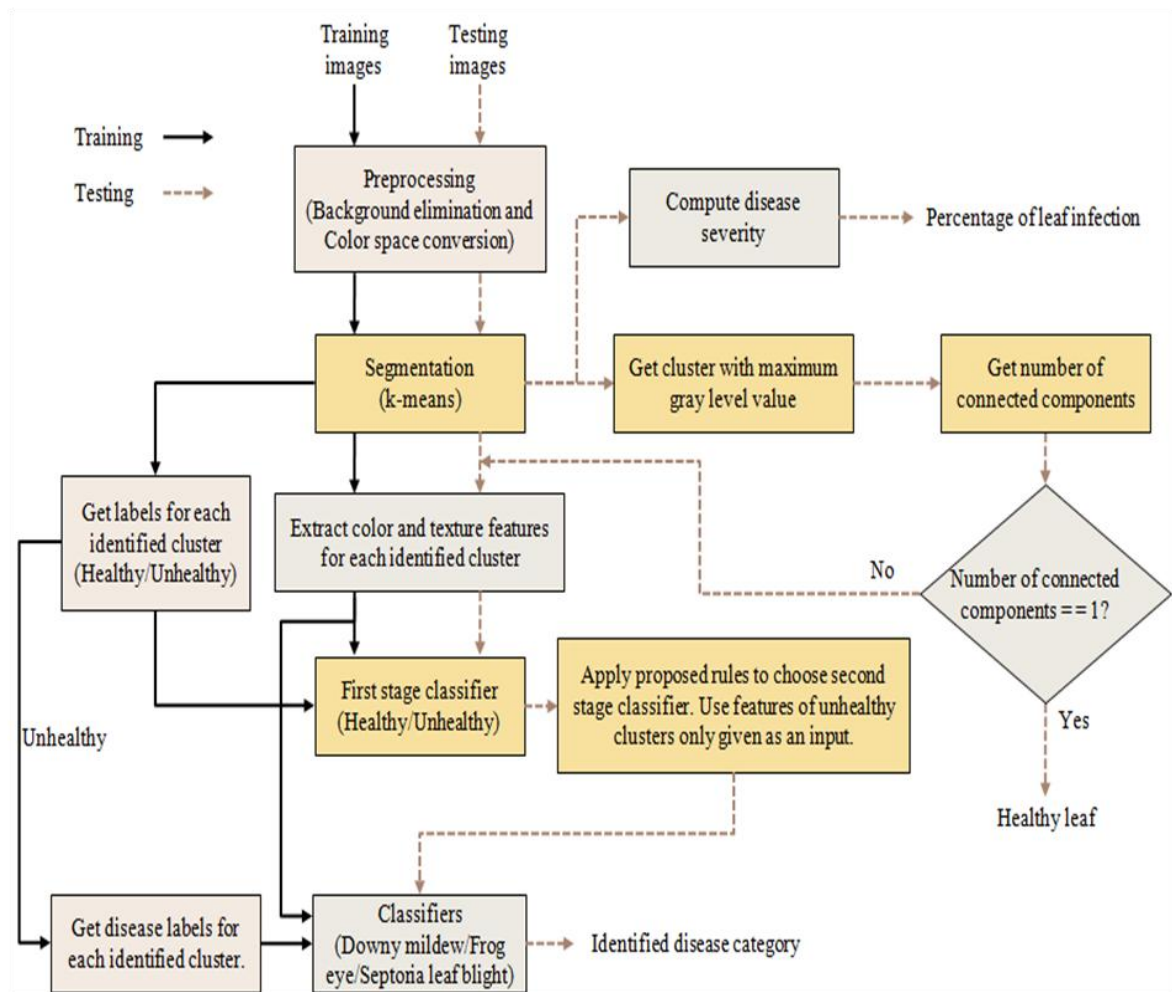 Training
images
Testing
images
Training
Testing
Preprocessing
(Background elimination and
Color space conversion)
Compute disease
severity
Percentage of leaf infection
Segmentation
(k-means)
Get cluster with maximum
gray level value
Get number of
connected components
Get labels for each
identified cluster
(Healthy/Unhealthy)
Extract color and texture features
for each identified cluster
No
Number of connected
components == 1?
First stage classifier
(Healthy/Unhealthy)
Apply proposed rules to choose second
stage classifier. Use features of unhealthy
clusters only given as an input.
Unhealthy
Yes
Healthy leaf
Get disease labels for
each identified cluster.
Classifiers
(Downy mildew/Frog
eye/Septoria leaf blight)
Identified disease category